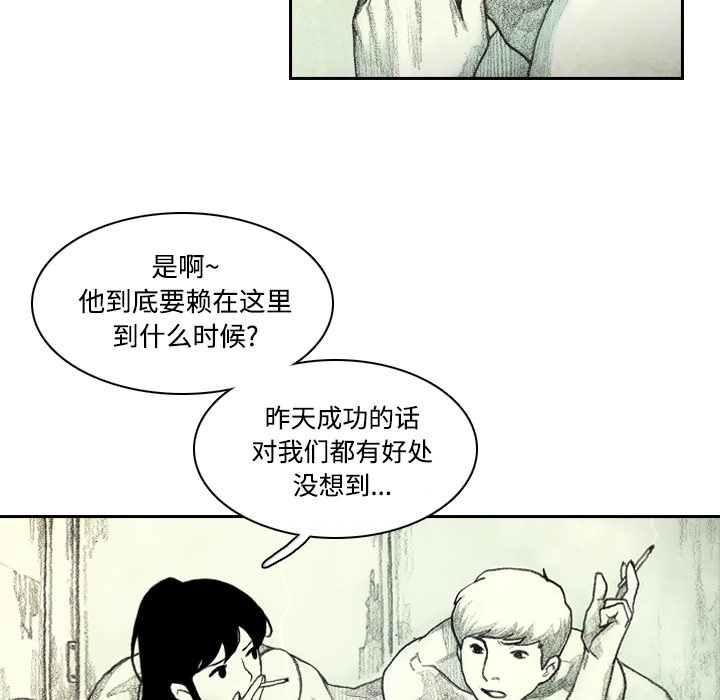 是啊~
他到底要赖在这里
到什么时候?
昨天成功的话
对我们都有好处
没想到...